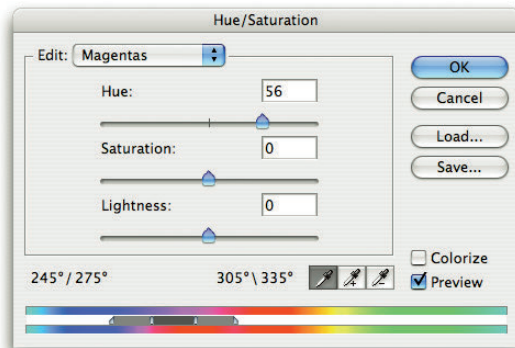 Hue/Saturation
Edit: Magentas
OK
Hue: 56
Cancel
Load...
Saturation: 0
Save...
Lightness: 0
Colorize
245°/275° 305°\335°
Preview